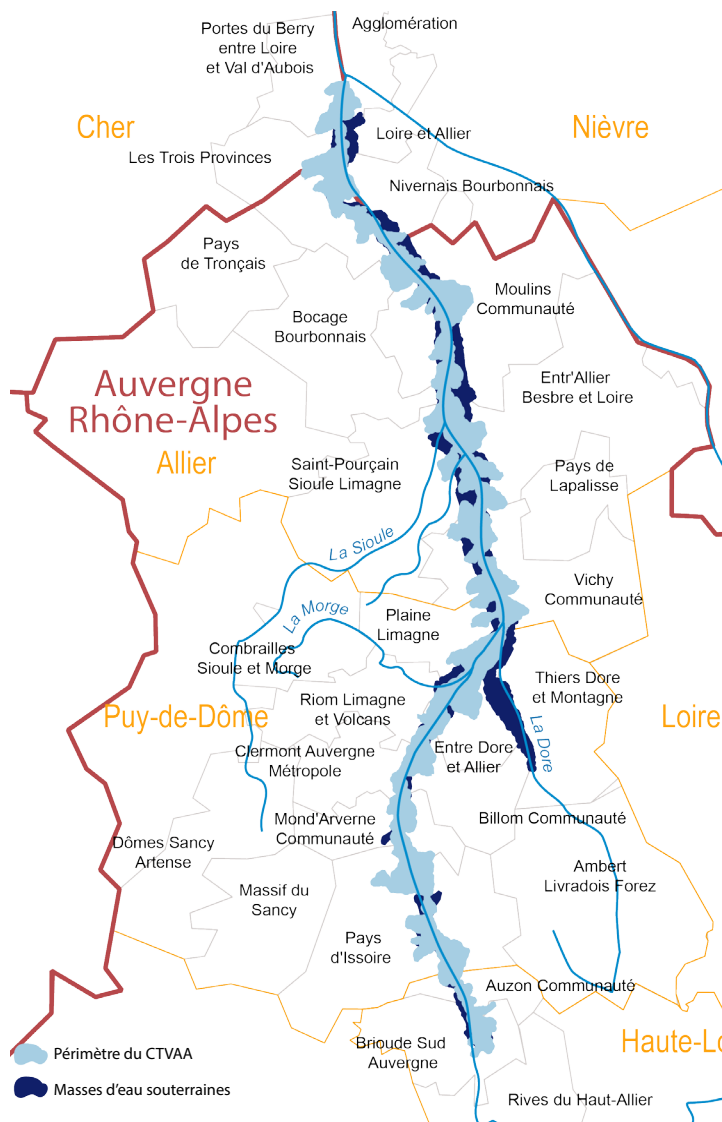 Portes du Berry
entre Loire
et Val d'Aubois
Agglomération
Cher
Loire et Allier
Nièvre
Les Trois Provinces
Nivernais Bourbonnais
Pays
de Tronçais
Moulins
Communauté
Bocage
Bourbonnais
Auvergne
Rhône-Alpes
Entr'Allier
Besbre et Loire
Allier
Saint-Pourçain
Sioule Limagne
Pays de
Lapalisse
La Sioule
Vichy
Communauté
La Morge
Plaine
Limagne
Combrailles
Sioule et Morge
Thiers Dore
et Montagne
Riom Limagne
et Volcans
Puy-de-Dôme
Loire
La Dore
Clermont Auvergne
Métropole
Entre Dore
et Allier
Mond'Arverne
Communauté
Billom Communauté
Dômes Sancy
Artense
Ambert
Livradois Forez
Massif du
Sancy
Pays
d'Issoire
Auzon Communauté
Brioude Sud
Auvergne
Haute-Lo
Périmètre du CTVAA
Masses d'eau souterraines
Rives du Haut-Allier